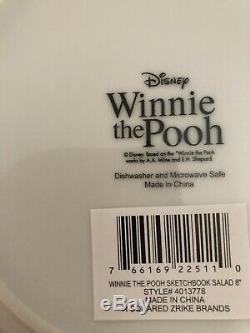 Disney
Winnie
the Pooh
© Disney. Based on the "Winnie the Pooh
works by A.A. Milne and E.H. Shepard.
Dishwasher and Microwave Safe
Made in China
7 66169 22511 0
WINNIE THE POOH SKETCHBOOK SALAD 8"
STYLE# 4013778
MADE IN CHINA
R SQUARED ZRIKE BRANDS